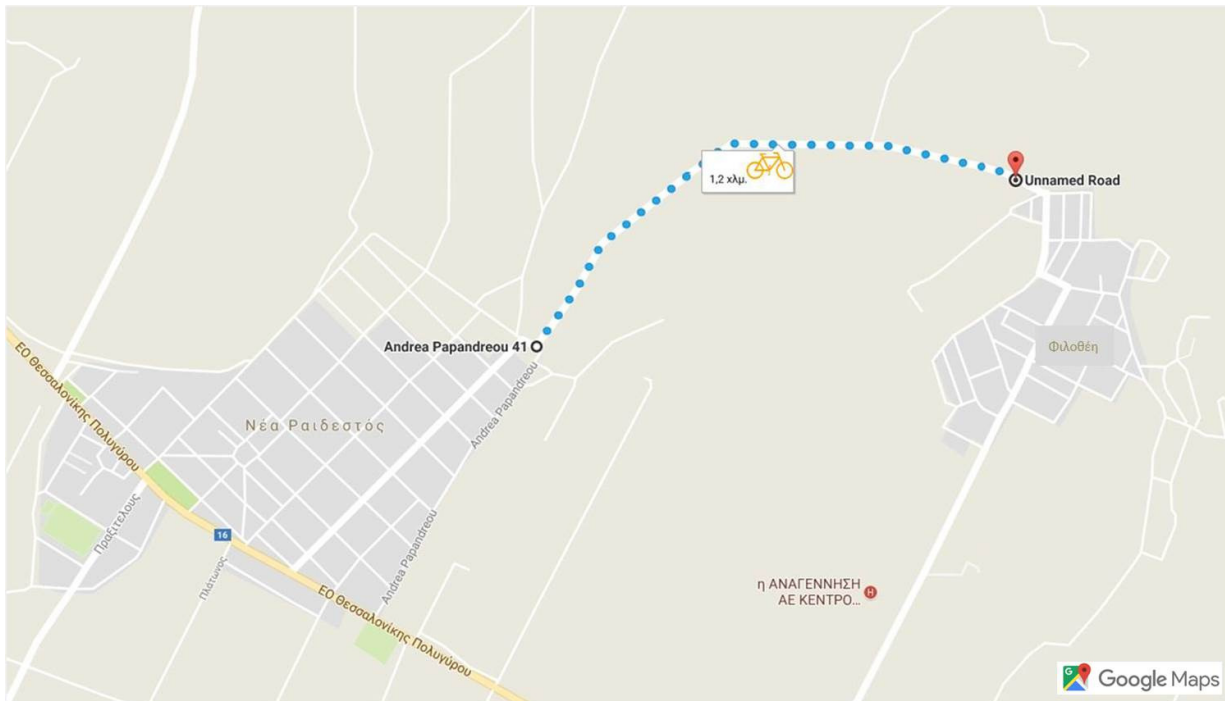 1,2 χλμ.
Unnamed Road
Andrea Papandreou 41
Φιλοθέη
ΕΟ Θεσσαλονίκης Πολυγύρου
Andrea Papandreou
Νέα Ραιδεστός
Πραξιτέλους
16
Πλάτωνος
Andrea Papandreou
ΕΟ Θεσσαλονίκης Πολυγύρου
η ΑΝΑΓΕΝΝΗΣΗ
ΑΕ ΚΕΝΤΡΟ...
H
Google Maps